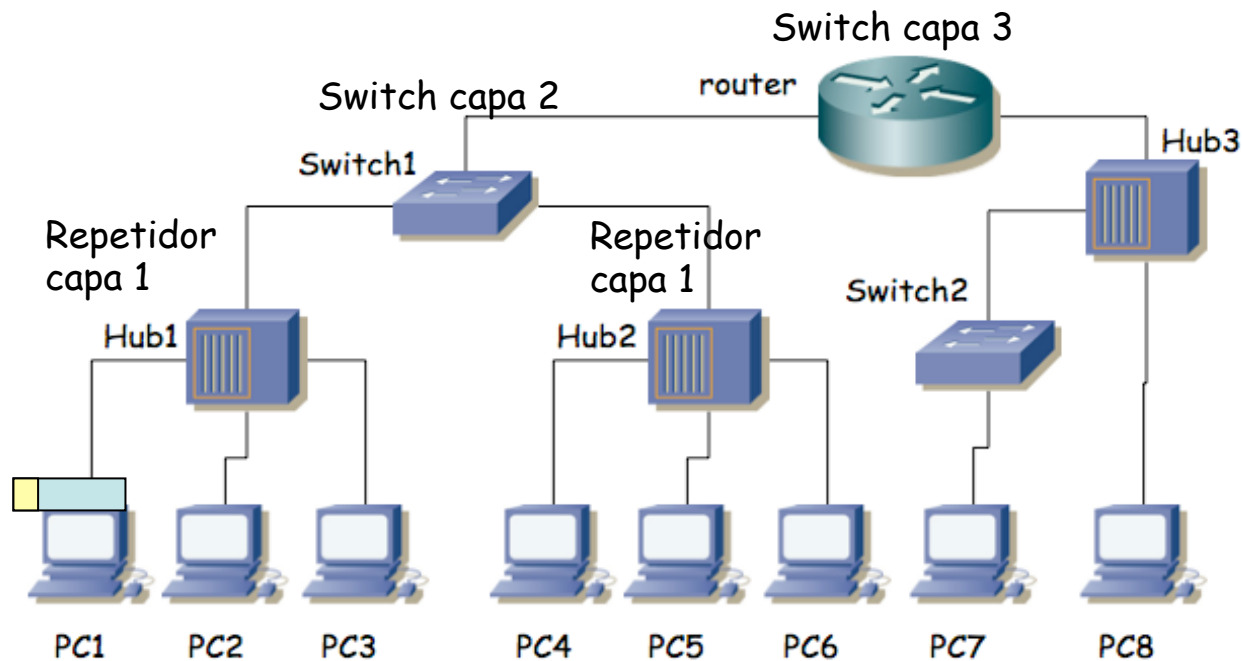 Switch capa 3
router
Switch capa 2
Hub3
Switch1
Repetidor
capa 1
Repetidor
capa 1
Switch2
Hub1
Hub2
PC1
PC2
PC3
PC4
PC5
PC6
PC7
PC8